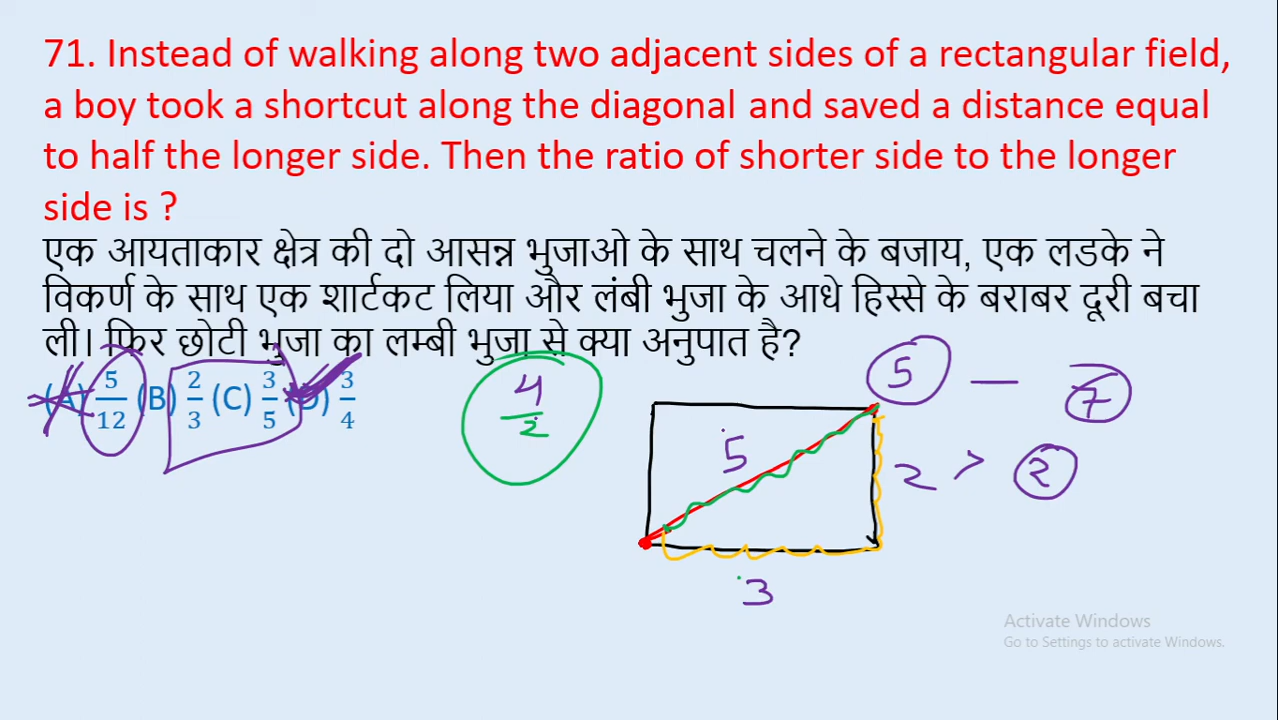 71. Instead of walking along two adjacent sides of a rectangular field,
a boy took a shortcut along the diagonal and saved a distance equal
to half the longer side. Then the ratio of shorter side to the longer
side is ?
एक आयताकार क्षेत्र की दो आसन्न भुजाओ के साथ चलने के बजाय, एक लडके ने
विकर्ण के साथ एक शार्टकट लिया और लंबी भुजा के आधे हिस्से के बराबर दूरी बचा
ली। फिर छोटी भुजा का लम्बी भुजा से क्या अनुपात है?
(A) 5/12 (B) 2/3 (C) 3/5 (D) 3/4
4/2
5 — 7
5
2 > 2
3
Activate Windows
Go to Settings to activate Windows.